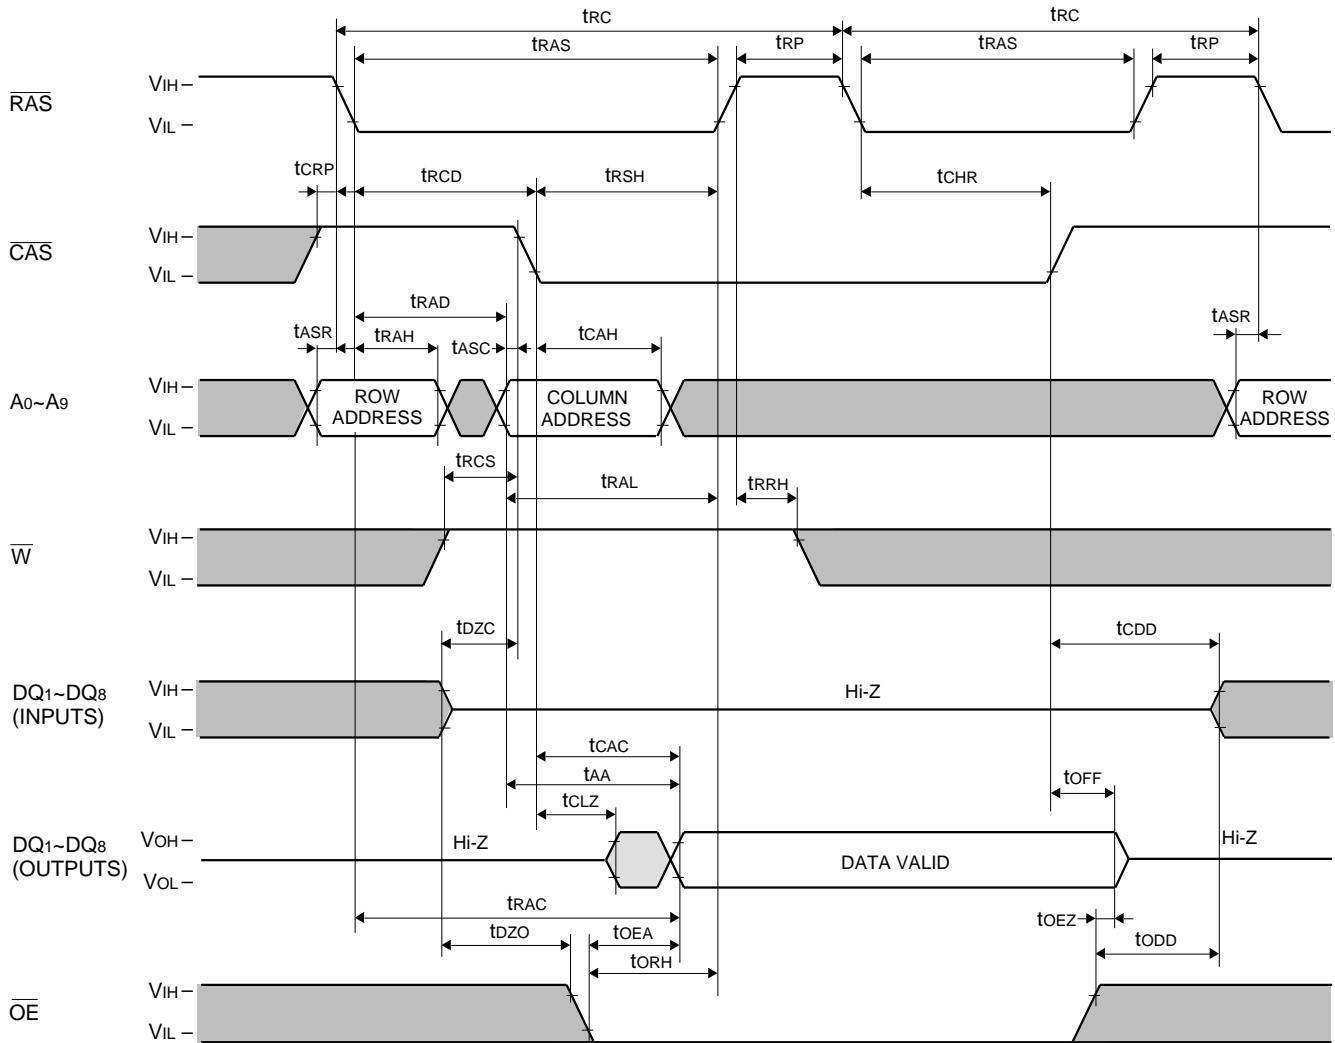 tRC tRC
tRAS tRP tRAS tRP
RAS VIH VIL
tCRP tRCD tRSH tCHR
CAS VIH VIL
tRAD
tASR tRAH tASC tCAH tASR
A0~A9 VIH VIL
ROW ADDRESS
COLUMN ADDRESS
ROW ADDRESS
tRCS tRAL tRRH
W VIH VIL
tDZC tCDD
DQ1~DQ8 (INPUTS) VIH VIL
Hi-Z
tCAC
tAA
tCLZ tOFF
DQ1~DQ8 (OUTPUTS) VOH VOL
Hi-Z DATA VALID Hi-Z
tRAC tOEZ
tDZO tOEA tODD
tORH
OE VIH VIL